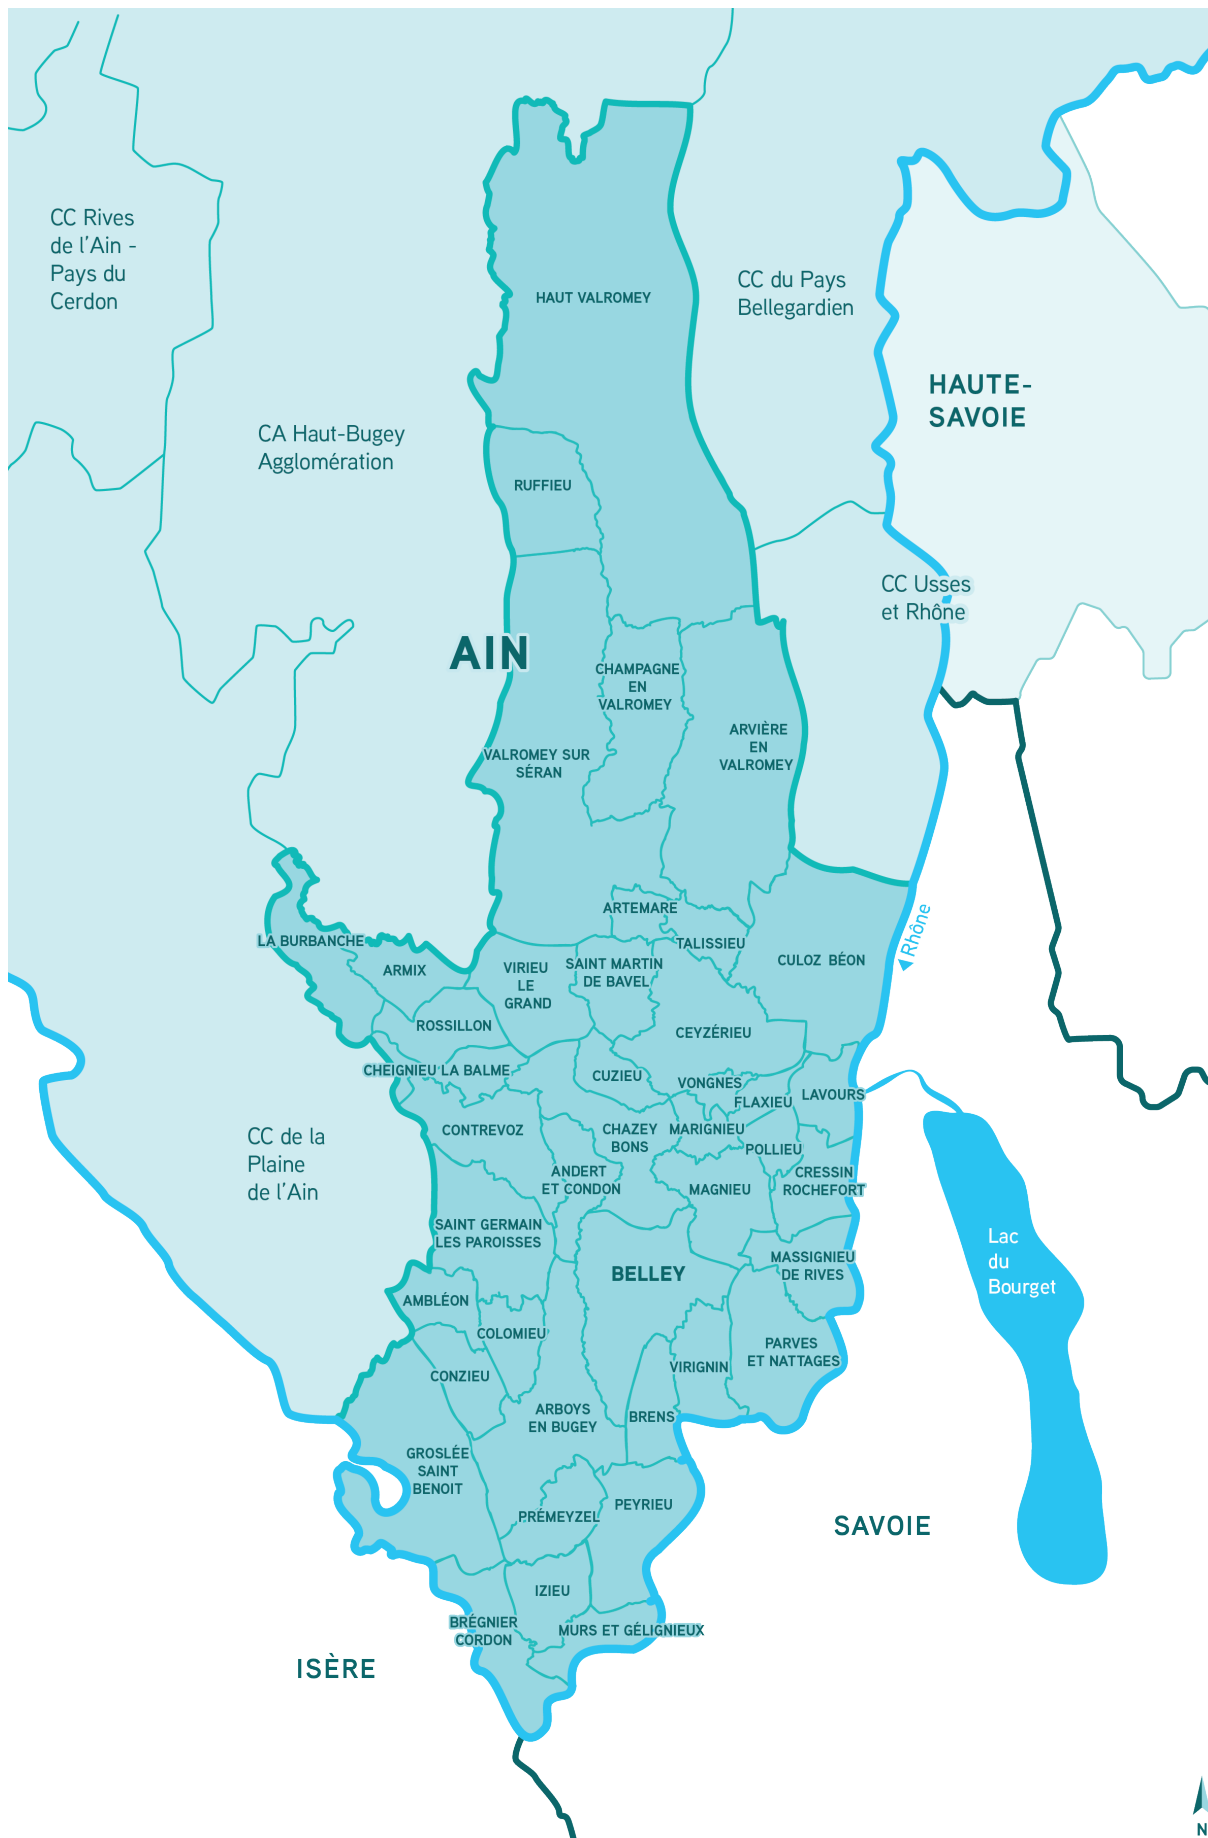 CC Rives
de l'Ain -
Pays du
Cerdon
CC du Pays
Bellegardien
HAUT VALROMEY
HAUTE-
SAVOIE
CA Haut-Bugey
Agglomération
RUFFIEU
CC Usses
et Rhône
AIN
CHAMPAGNE
EN
VALROMEY
ARVIÈRE
EN
VALROMEY
VALROMEY SUR
SÉRAN
ARTEMARE
Rhône
TALISSIEU
LA BURBANCHE
CULOZ BÉON
ARMIX
VIRIEU
LE
GRAND
SAINT MARTIN
DE BAVEL
ROSSILLON
CEYZÉRIEU
CHEIGNIEU LA BALME
CUZIEU
VONGNES
FLAXIEU
LAVOURS
CONTREVOZ
CHAZEY
BONS
MARIGNIEU
CC de la
Plaine
de l'Ain
POLLIEU
ANDERT
ET CONDON
MAGNIEU
CRESSIN
ROCHEFORT
SAINT GERMAIN
LES PAROISSES
Lac
du
Bourget
BELLEY
MASSIGNIEU
DE RIVES
AMBLÉON
COLOMIEU
PARVES
ET NATTAGES
CONZIEU
VIRIGNIN
ARBOYS
EN BUGEY
BRENS
GROSLÉE
SAINT
BENOIT
PRÉMEYZEL
PEYRIEU
SAVOIE
IZIEU
BRÉGNIER
CORDON
MURS ET GÉLIGNIEUX
ISÈRE
N